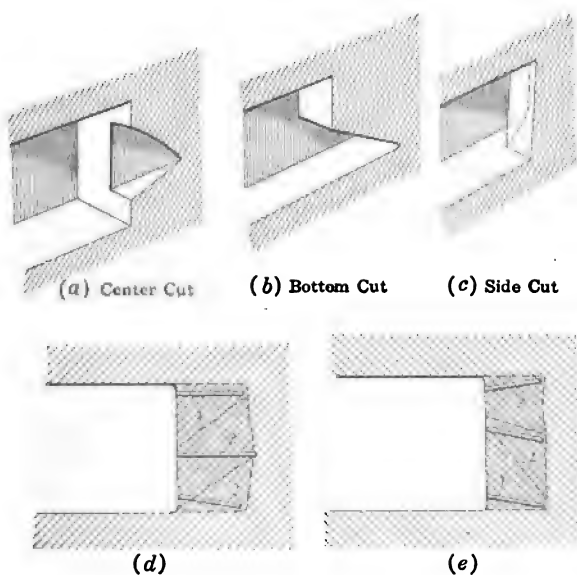 (a) Center Cut
(b) Bottom Cut
(c) Side Cut
(d)
(e)